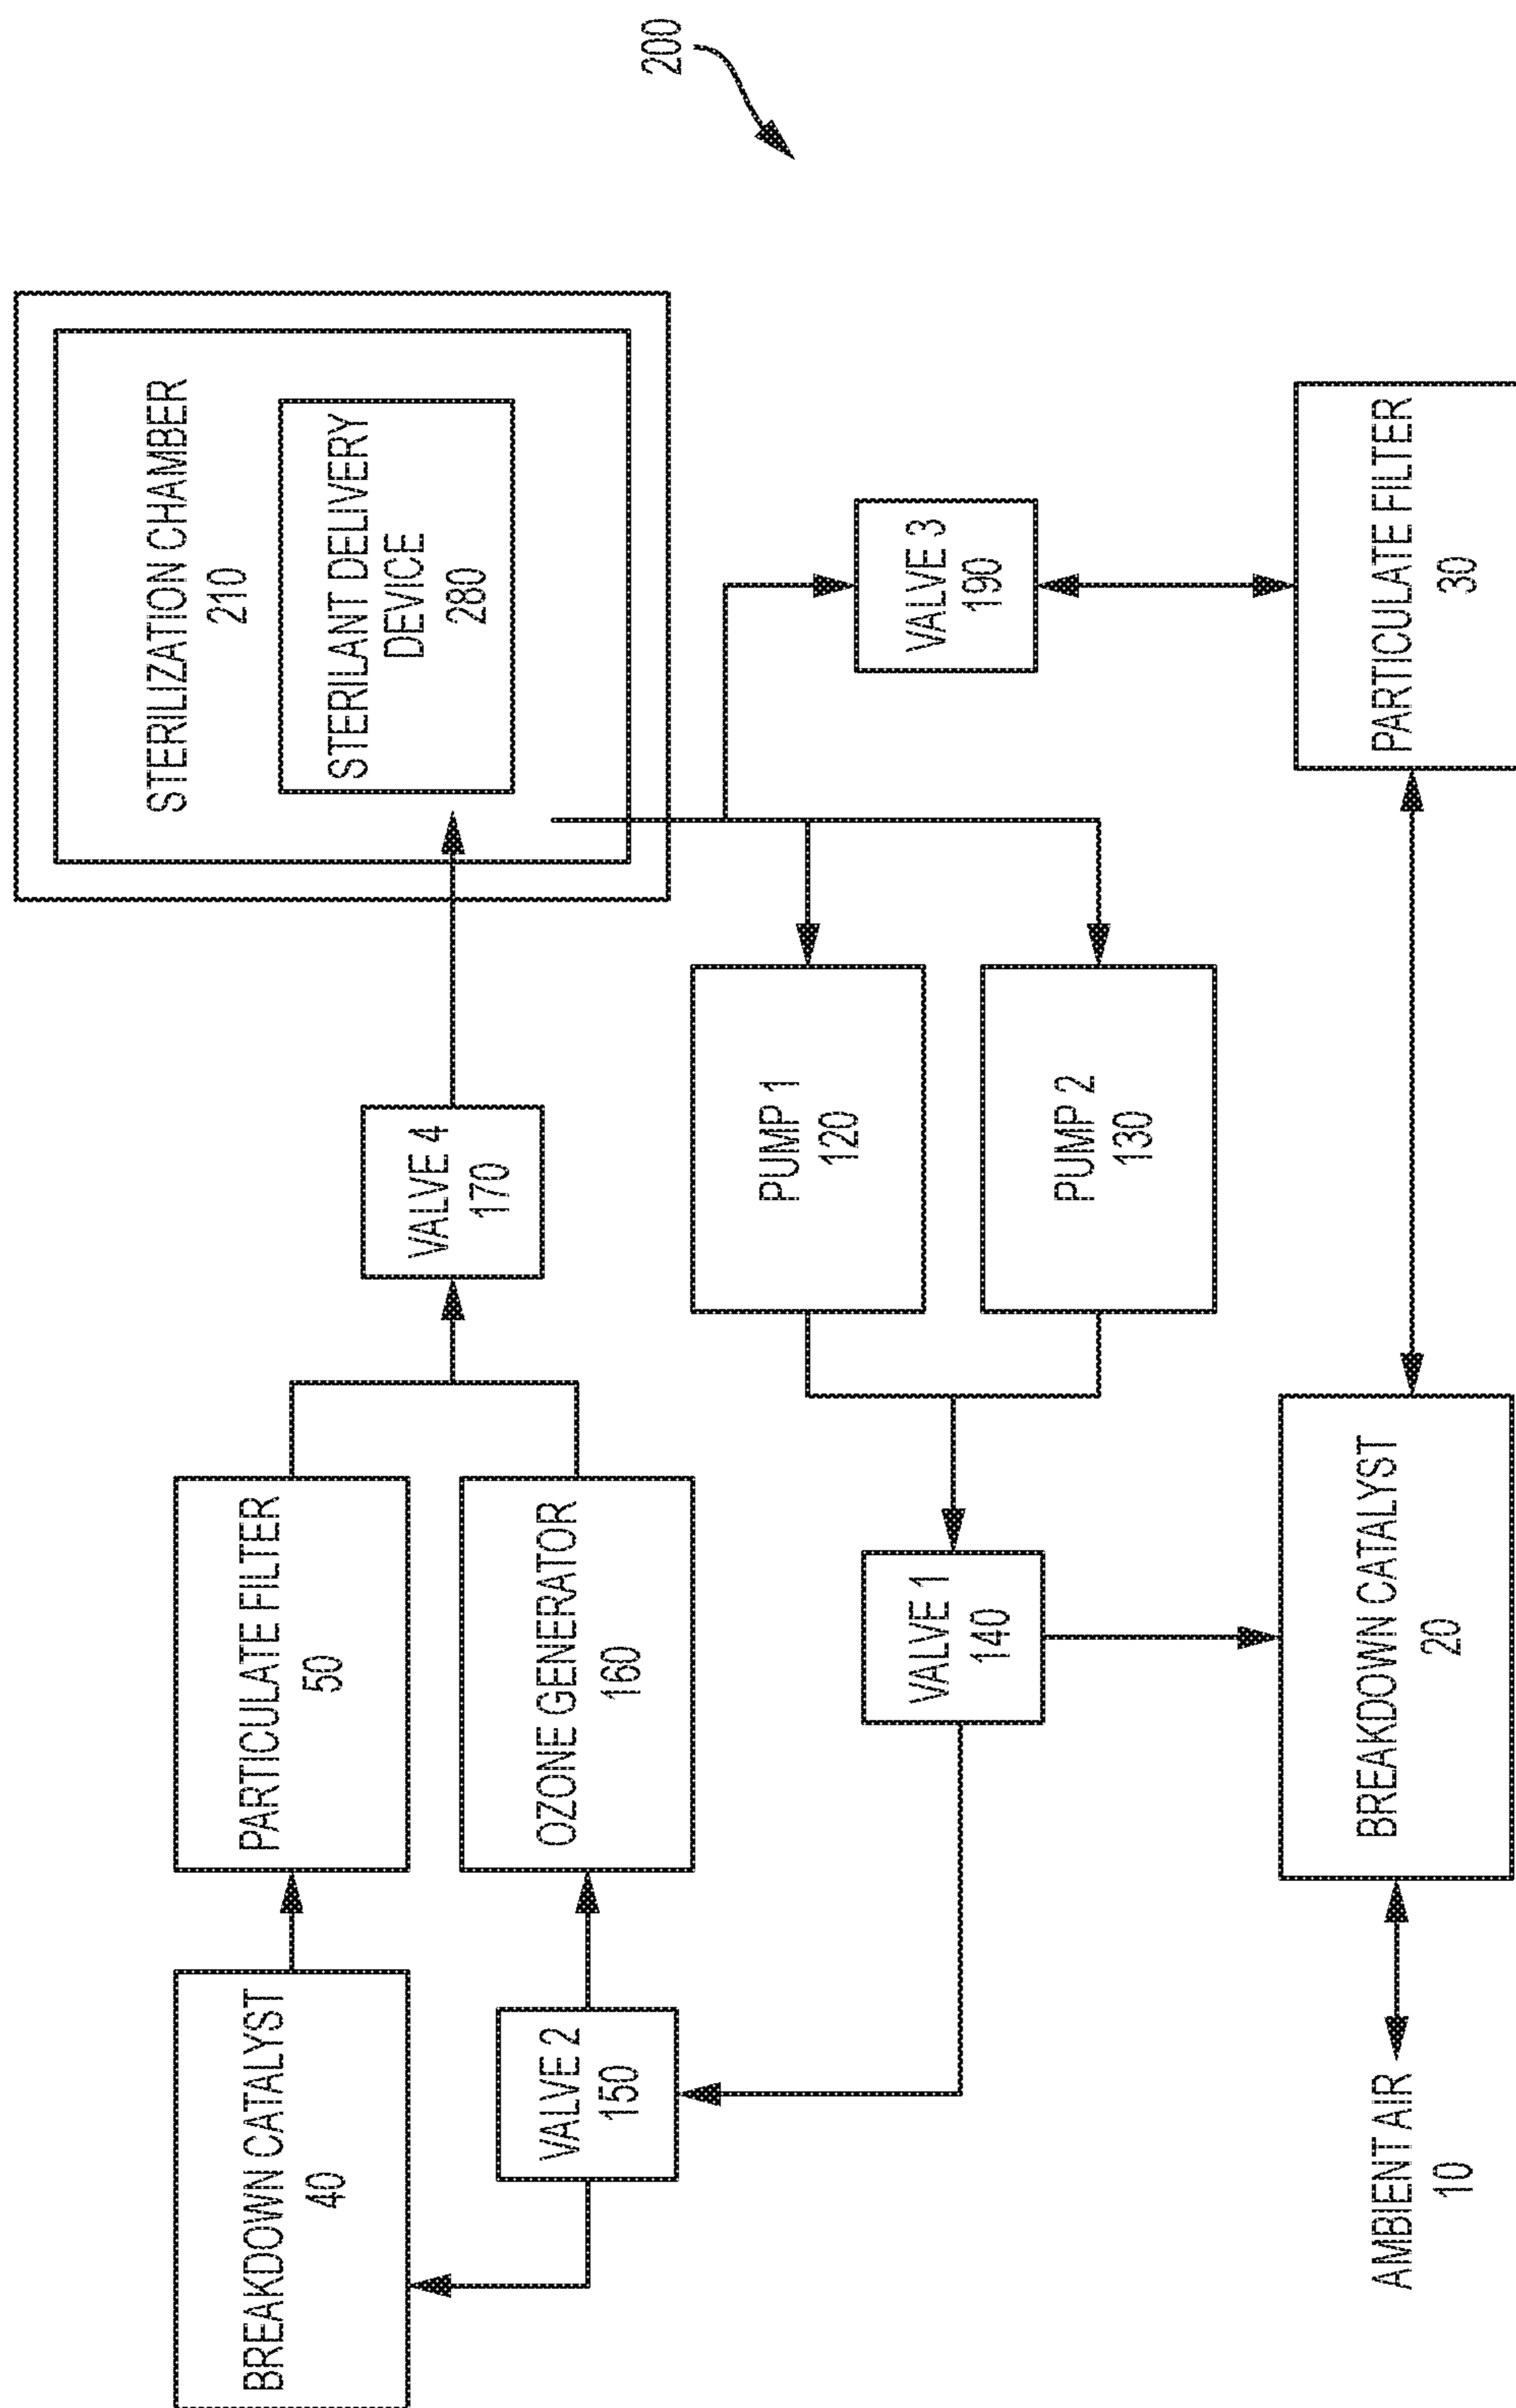 200
STERILIZATION CHAMBER
210
STERILANT DELIVERY
DEVICE
280
BREAKDOWN CATALYST
40
PARTICULATE FILTER
50
VALVE 4
170
VALVE 2
150
OZONE GENERATOR
160
PUMP 1
120
PUMP 2
130
VALVE 3
190
VALVE 1
140
AMBIENT AIR
10
BREAKDOWN CATALYST
20
PARTICULATE FILTER
30